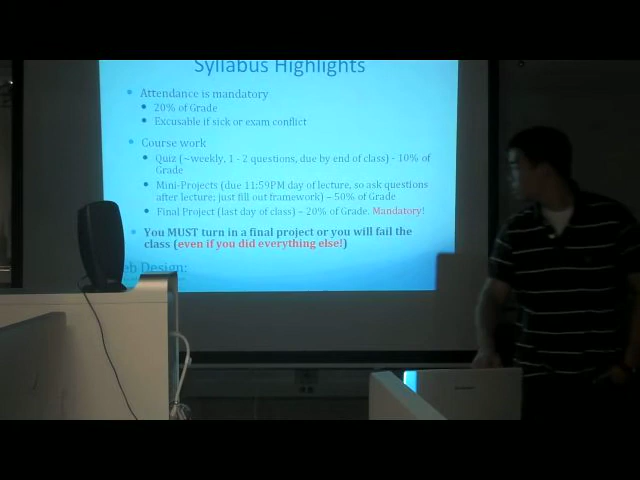 Syllabus Highlights
Attendance is mandatory
20% of Grade
Excusable if sick or exam conflict
Course work
Quiz (~weekly, 1 - 2 questions, due by end of class) - 10% of
Grade
Mini-Projects (due 11:59PM day of lecture, so ask questions
after lecture; just fill out framework) – 50% of Grade
Final Project (last day of class) – 20% of Grade. Mandatory!
You MUST turn in a final project or you will fail the
class (even if you did everything else!)
Design: